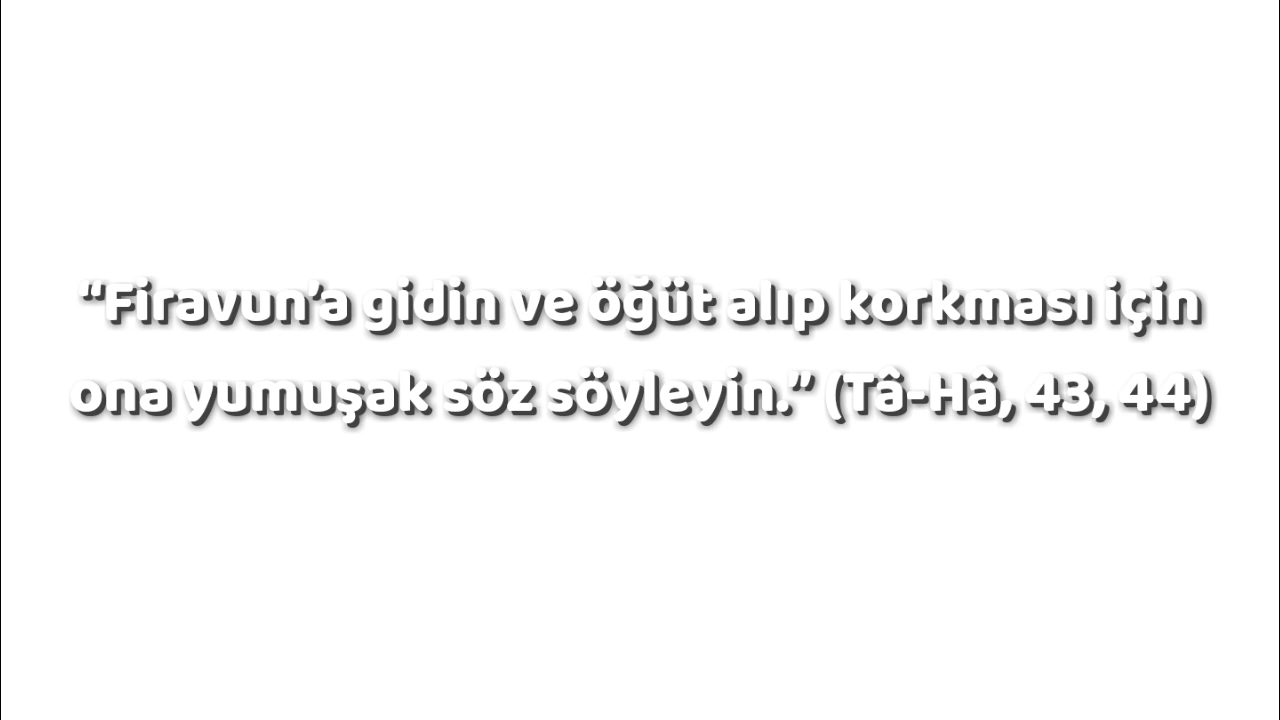 “Firavun’a gidin ve öğüt alıp korkması için
ona yumuşak söz söyleyin.” (Tâ-Hâ, 43, 44)